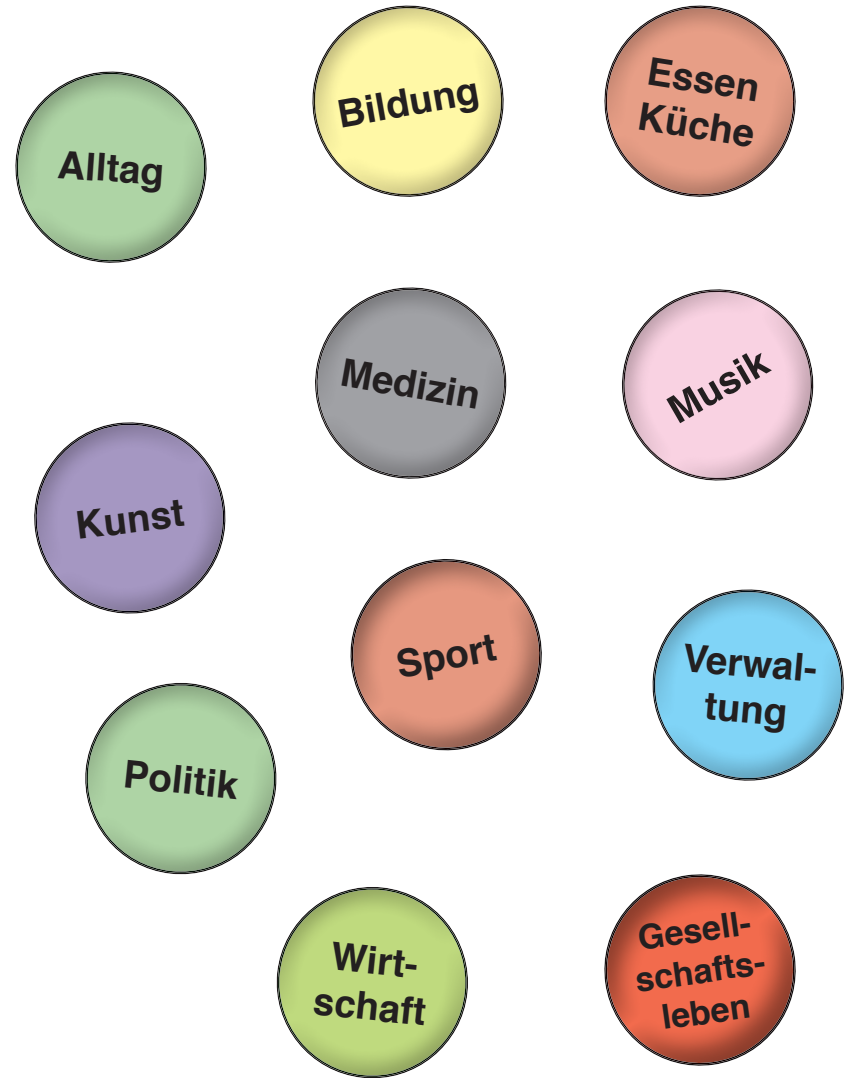 Bildung
Essen
Küche
Alltag
Medizin
Musik
Kunst
Sport
Verwal-
tung
Politik
Wirt-
schaft
Gesell-
schafts-
leben